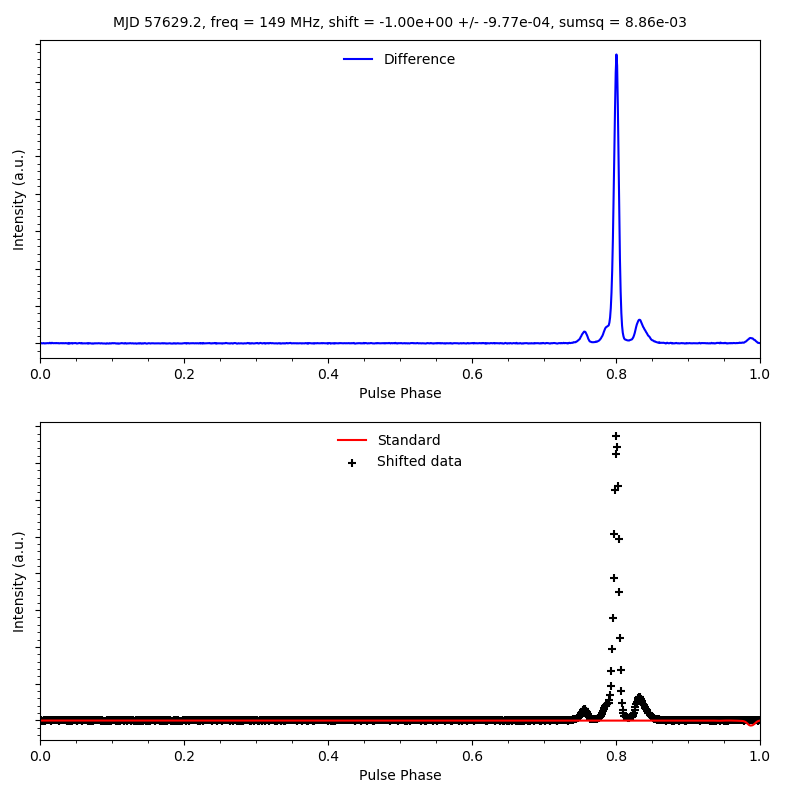 MJD 57629.2, freq = 149 MHz, shift = -1.00e+00 +/- -9.77e-04, sumsq = 8.86e-03
Difference
Intensity (a.u.)
0.0 0.2 0.4 0.6 0.8 1.0
Pulse Phase
Standard
Shifted data
Intensity (a.u.)
0.0 0.2 0.4 0.6 0.8 1.0
Pulse Phase